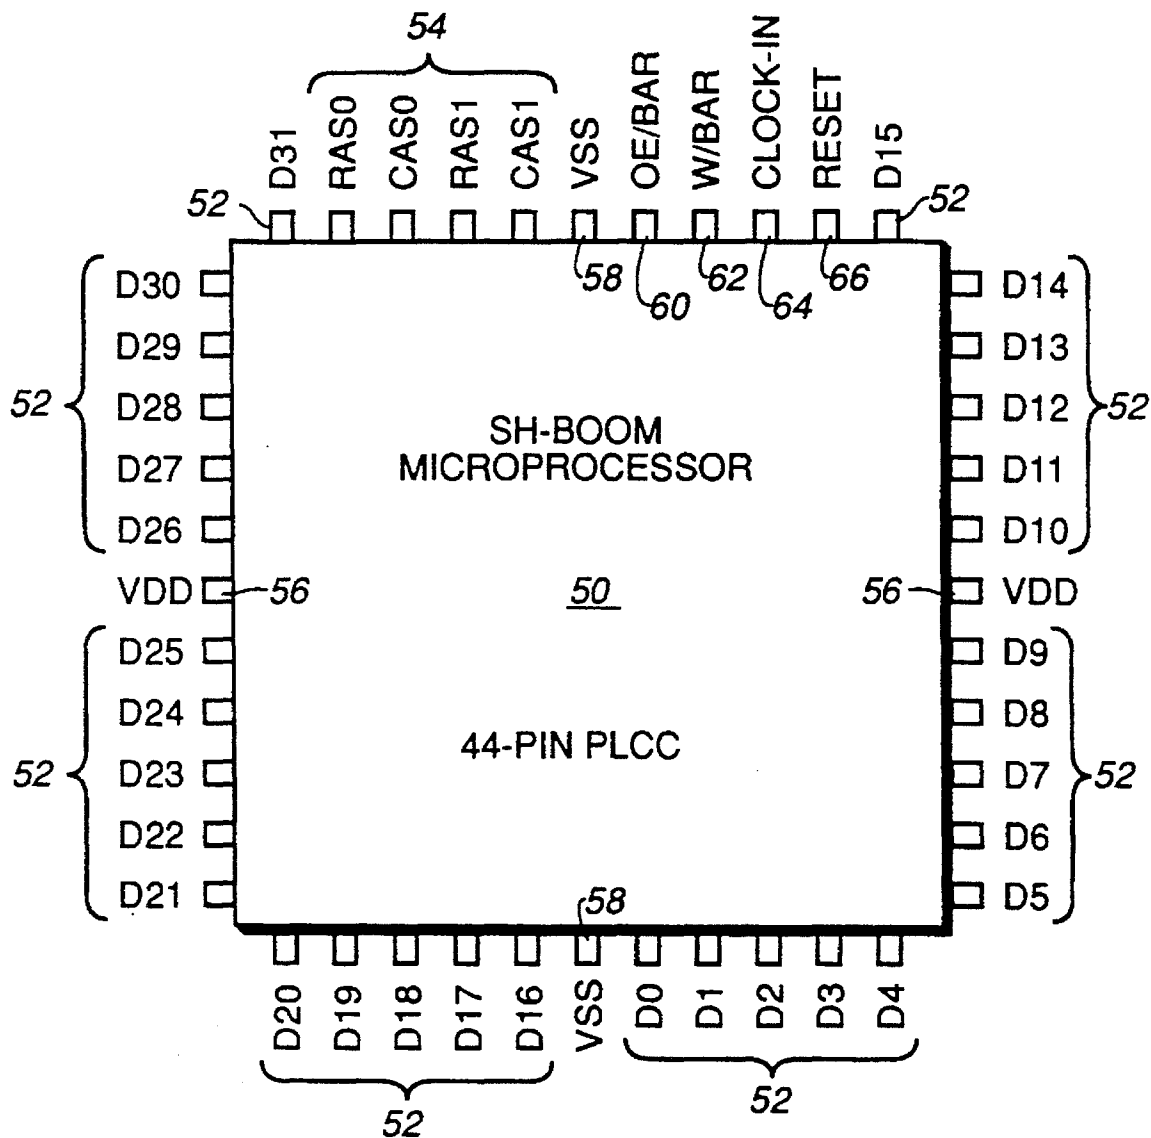 54
D31 RAS0 CAS0 RAS1 CAS1 VSS OE/BAR W/BAR CLOCK-IN RESET D15
52 52
58 60 62 64 66
D30 D14
D29 D13
52 D28 D12 52
D27 D11
D26 D10
SH-BOOM
MICROPROCESSOR
VDD 56 50 56 VDD
D25 D9
D24 D8
44-PIN PLCC
52 D23 D7 52
D22 D6
D21 D5
58
D20 D19 D18 D17 D16 VSS D0 D1 D2 D3 D4
52 52